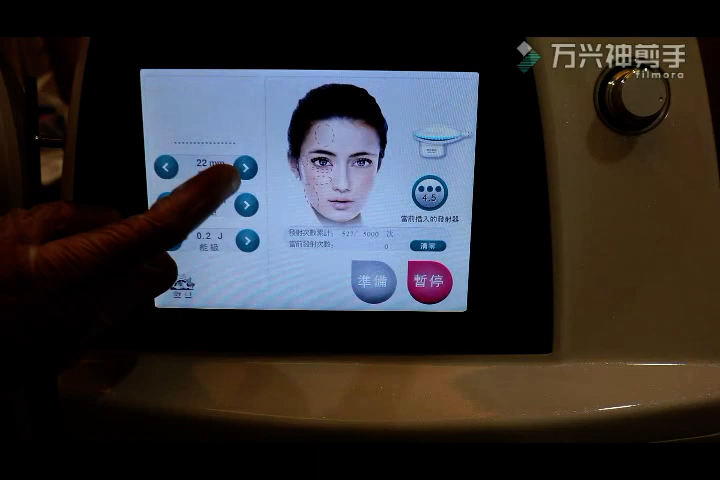 万兴神剪手
filmora
22 mm
4.5
當前插入的發射器
0.2 J
能級
發射次數累計: 527/ 5000 次
當前發射次數: 0
清零
準備
暫停